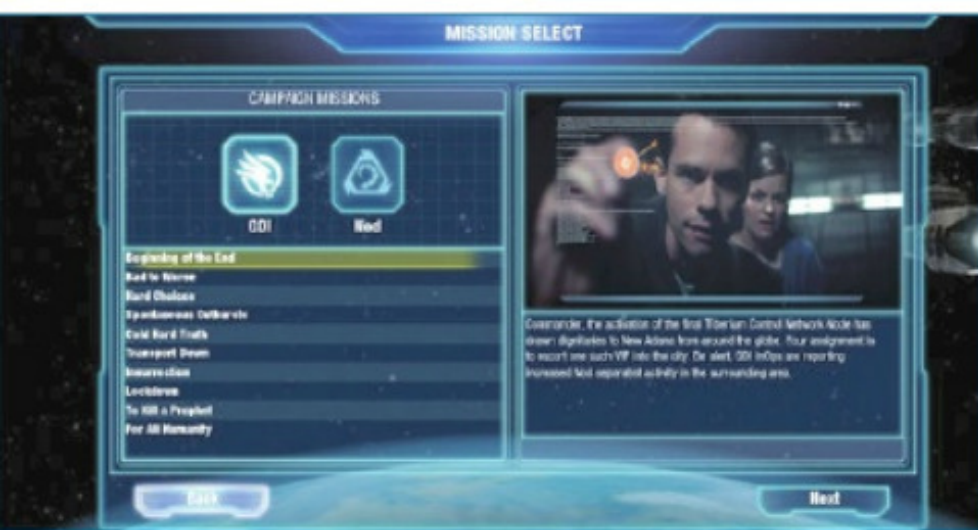 MISSION SELECT
CAMPAIGN MISSIONS
GDI
Nod
Beginning of the End
Bad to Worse
Hard Choices
Spontaneous Outbursts
Cold Hard Truth
Transport Down
Insurrection
Lockdown
To Kill a Prophet
For All Humanity
Commander, the activation of the final Tiberium Control Network Node has
drawn dignitaries to New Adana from around the globe. Your assignment is
to escort one such VIP into the city. Be alert, GDI InOps are reporting
increased Nod separatist activity in the surrounding area.
Back
Next